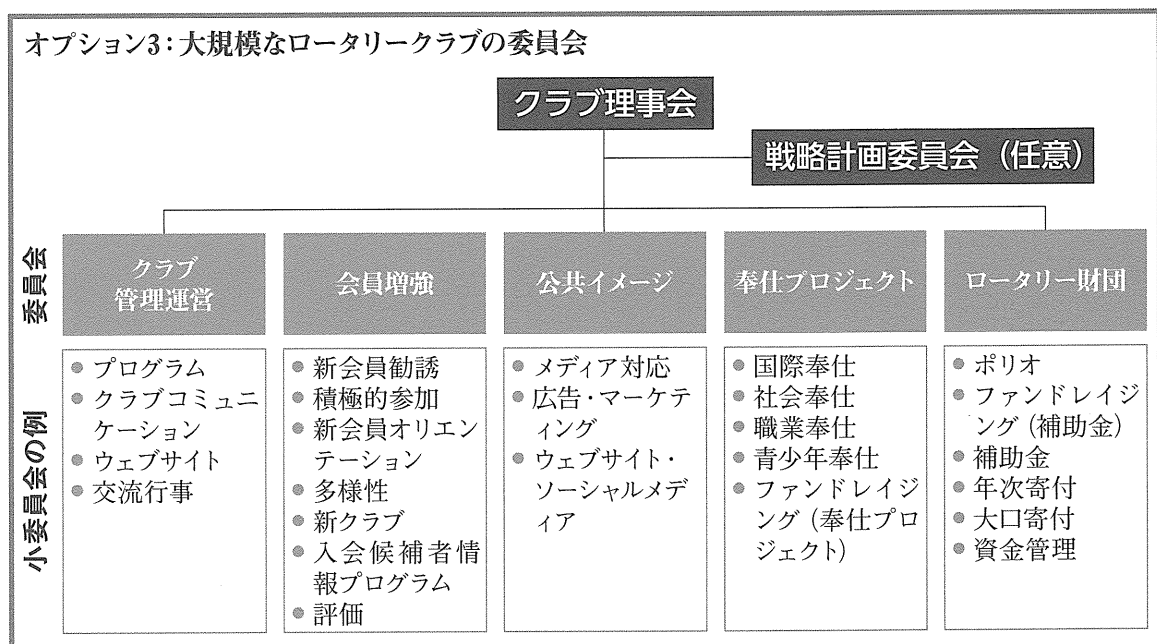 オプション3：大規模なロータリークラブの委員会
クラブ理事会
戦略計画委員会（任意）
委員会
クラブ
管理運営
会員増強
公共イメージ
奉仕プロジェクト
ロータリー財団
小委員会の例
● プログラム
● クラブコミュニ
ケーション
● ウェブサイト
● 交流行事
● 新会員勧誘
● 積極的参加
● 新会員オリエン
テーション
● 多様性
● 新クラブ
● 入会候補者情
報プログラム
● 評価
● メディア対応
● 広告・マーケテ
ィング
● ウェブサイト・
ソーシャルメデ
ィア
● 国際奉仕
● 社会奉仕
● 職業奉仕
● 青少年奉仕
● ファンドレイジ
ング（奉仕プロ
ジェクト）
● ポリオ
● ファンドレイジ
ング（補助金）
● 補助金
● 年次寄付
● 大口寄付
● 資金管理